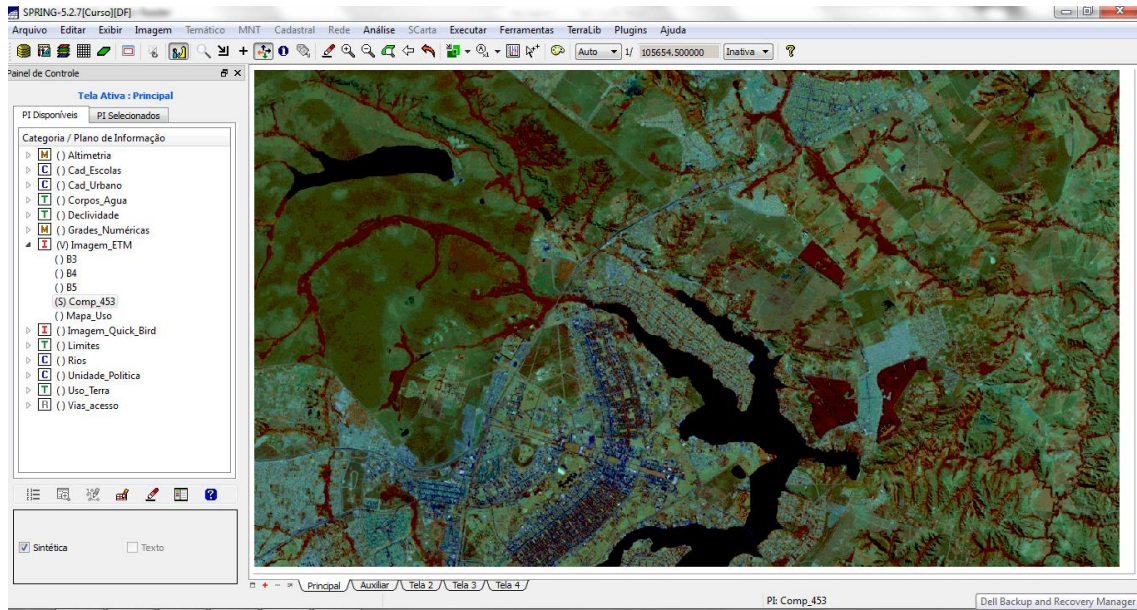 SPRING-5.2.7[Curso][DF]
Arquivo Editar Exibir Imagem Temático MNT Cadastral Rede Análise SCarta Executar Ferramentas TerraLib Plugins Ajuda
Auto 1/ 105654.500000 Inativa
Painel de Controle
Tela Ativa : Principal
PI Disponíveis PI Selecionados
Categoria / Plano de Informação
M () Altimetria
C () Cad_Escolas
C () Cad_Urbano
T () Corpos_Agua
T () Declividade
M () Grades_Numéricas
I (V) Imagem_ETM
() B3
() B4
() B5
(S) Comp_453
() Mapa_Uso
I () Imagem_Quick_Bird
T () Limites
C () Rios
C () Unidade_Politica
T () Uso_Terra
R () Vias_acesso
Sintética Texto
Principal Auxiliar Tela 2 Tela 3 Tela 4
PI: Comp_453 Dell Backup and Recovery Manager